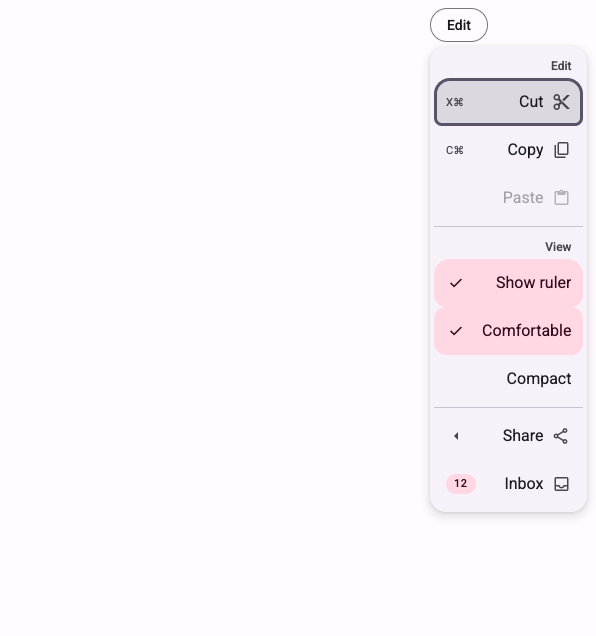 Edit
Edit
Cut X⌘
Copy C⌘
Paste
View
Show ruler
Comfortable
Compact
Share
Inbox 12